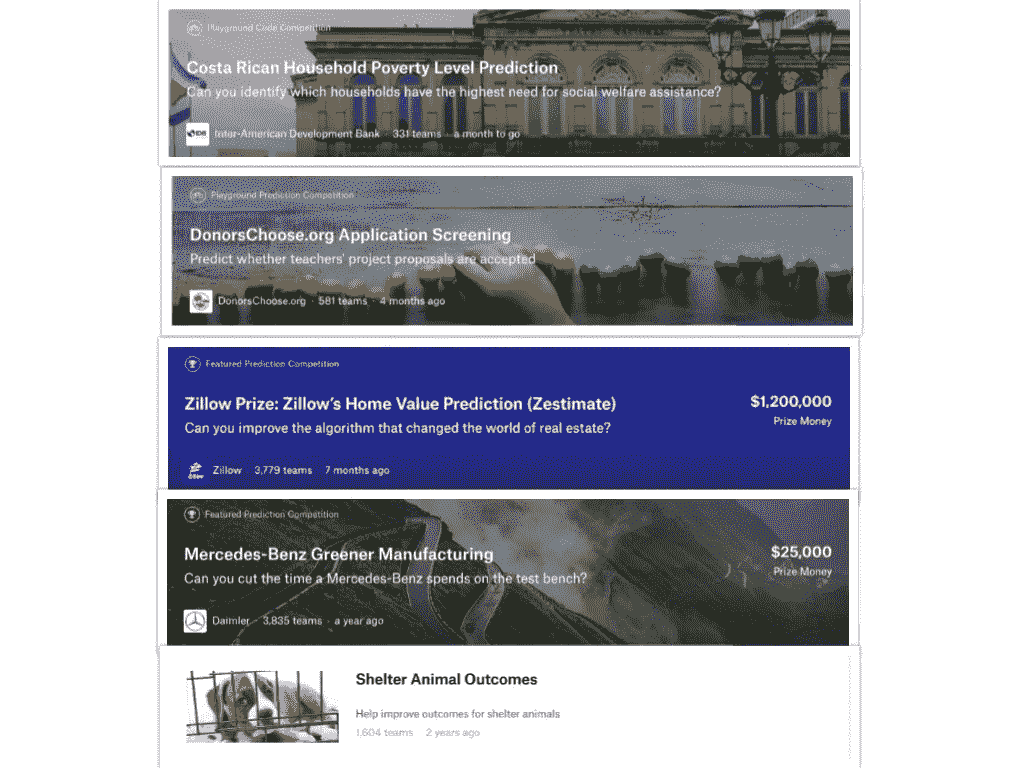 Playground Code Competition
Costa Rican Household Poverty Level Prediction
Can you identify which households have the highest need for social welfare assistance?
IDB Inter-American Development Bank · 331 teams · a month to go
Playground Prediction Competition
DonorsChoose.org Application Screening
Predict whether teachers' project proposals are accepted
DonorsChoose.org · 581 teams · 4 months ago
Featured Prediction Competition
Zillow Prize: Zillow's Home Value Prediction (Zestimate)
$1,200,000
Can you improve the algorithm that changed the world of real estate?
Prize Money
Zillow · 3,779 teams · 7 months ago
Featured Prediction Competition
Mercedes-Benz Greener Manufacturing
$25,000
Can you cut the time a Mercedes-Benz spends on the test bench?
Prize Money
Daimler · 3,835 teams · a year ago
Shelter Animal Outcomes
Help improve outcomes for shelter animals
1,604 teams 2 years ago